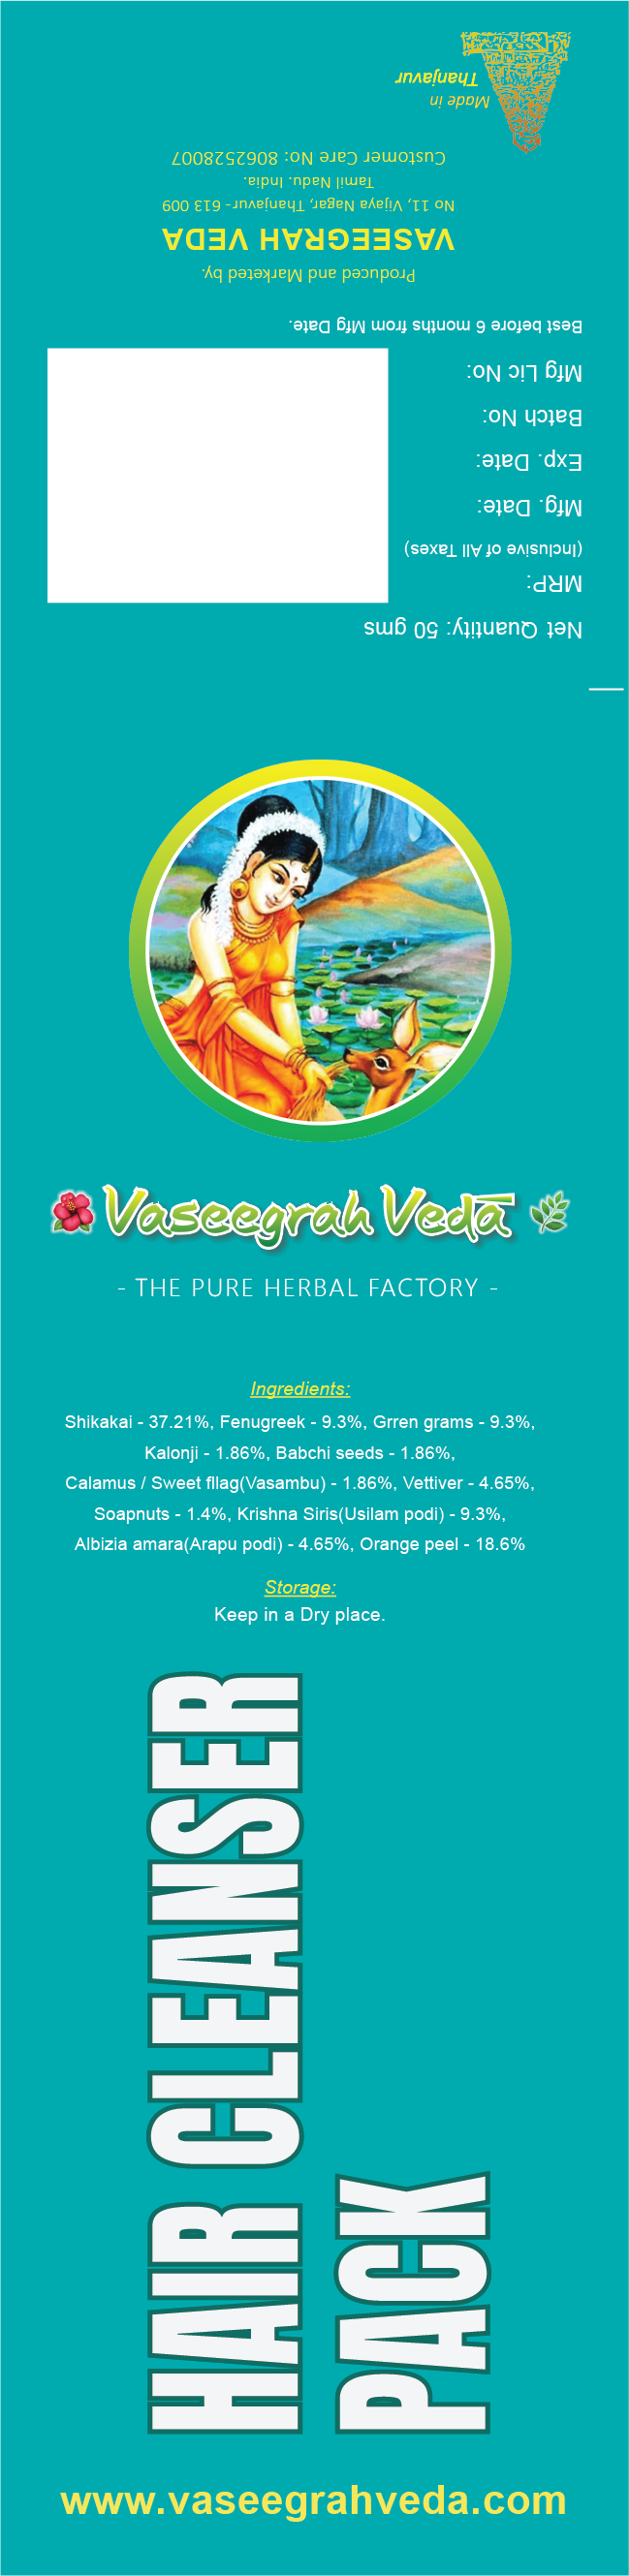 Net Quantity: 50 gms
MRP:
(Inclusive of All Taxes)
Mfg. Date:
Exp. Date:
Batch No:
Mfg Lic No:
Best before 6 months from Mfg Date.
Produced and Marketed by.
VASEEGRAH VEDA
No 11, Vijaya Nagar, Thanjavur- 613 009
Tamil Nadu. India.
Customer Care No: 8062528007
Made in
Thanjavur
Vaseegrah Veda
- THE PURE HERBAL FACTORY -
Ingredients:
Shikakai - 37.21%, Fenugreek - 9.3%, Grren grams - 9.3%,
Kalonji - 1.86%, Babchi seeds - 1.86%,
Calamus / Sweet fllag(Vasambu) - 1.86%, Vettiver - 4.65%,
Soapnuts - 1.4%, Krishna Siris(Usilam podi) - 9.3%,
Albizia amara(Arapu podi) - 4.65%, Orange peel - 18.6%
Storage:
Keep in a Dry place.
HAIR CLEANSER
PACK
www.vaseegrahveda.com